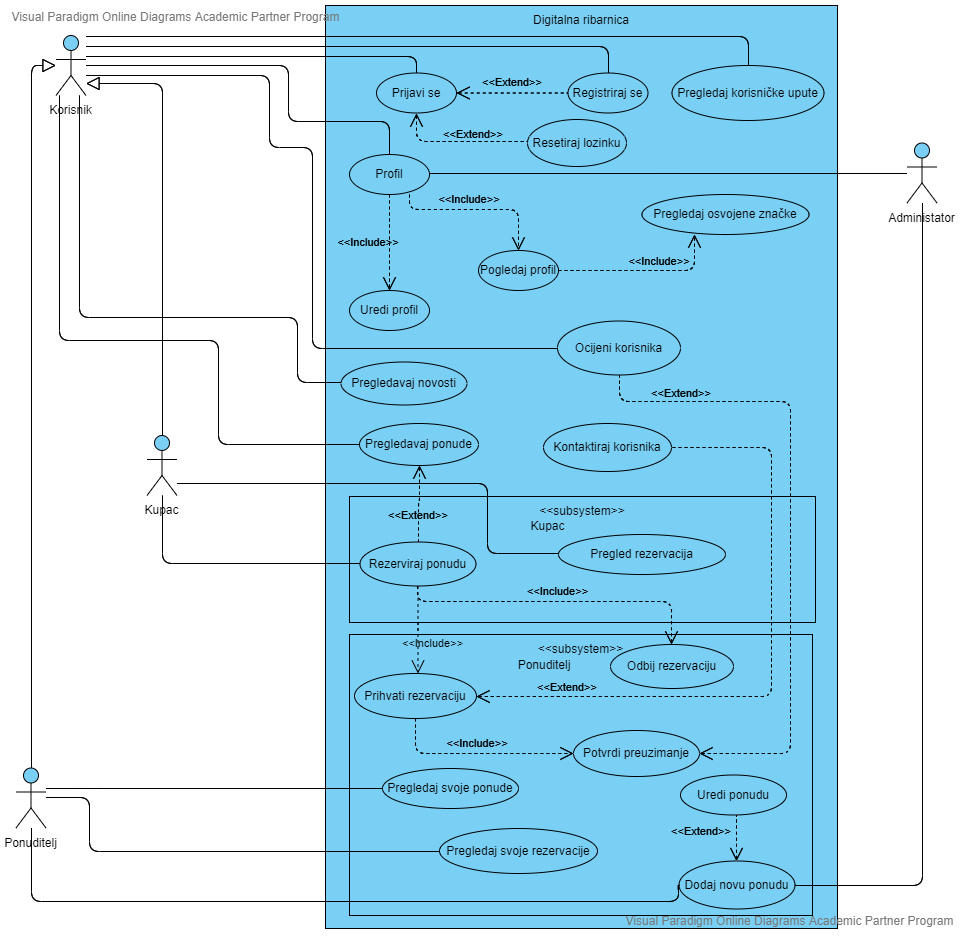 Visual Paradigm Online Diagrams Academic Partner Program
Digitalna ribarnica
Korisnik
Prijavi se
<<Extend>>
Registriraj se
Pregledaj korisničke upute
<<Extend>>
Resetiraj lozinku
Profil
<<Include>>
Pregledaj osvojene značke
Administator
<<Include>>
<<Include>>
Pogledaj profil
Uredi profil
Ocijeni korisnika
Pregledavaj novosti
<<Extend>>
Pregledavaj ponude
Kontaktiraj korisnika
Kupac
<<Extend>>
<<subsystem>>
Kupac
Rezerviraj ponudu
Pregled rezervacija
<<Include>>
<<Include>>
<<subsystem>>
Ponuditelj
Odbij rezervaciju
<<Extend>>
Prihvati rezervaciju
<<Include>>
Potvrdi preuzimanje
Pregledaj svoje ponude
Uredi ponudu
Ponuditelj
<<Extend>>
Pregledaj svoje rezervacije
Dodaj novu ponudu
Visual Paradigm Online Diagrams Academic Partner Program